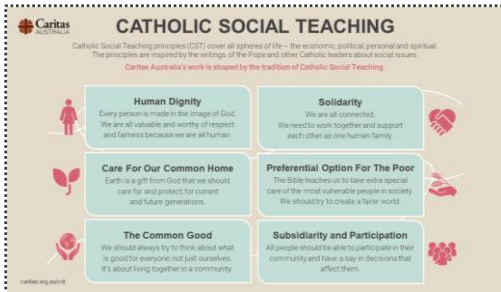 Caritas
AUSTRALIA
CATHOLIC SOCIAL TEACHING
Catholic Social Teaching principles (CST) cover all spheres of life – the economic, political, personal and spiritual.
The principles are inspired by the writings of the Pope and other Catholic leaders about social issues.
Caritas Australia's work is shaped by the tradition of Catholic Social Teaching.
Human Dignity
Every person is made in the image of God.
We are all valuable and worthy of respect
and fairness because we are all human.
Solidarity
We are all connected.
We need to work together and support
each other as one human family.
Care For Our Common Home
Earth is a gift from God that we should
care for and protect, for current
and future generations.
Preferential Option For The Poor
The Bible teaches us to take extra special
care of the most vulnerable people in society.
We should try to create a fairer world.
The Common Good
We should always try to think about what
is good for everyone, not just ourselves.
It's about living together in a community.
Subsidiarity and Participation
All people should be able to participate in their
community and have a say in decisions that
affect them.
caritas.org.au/cst